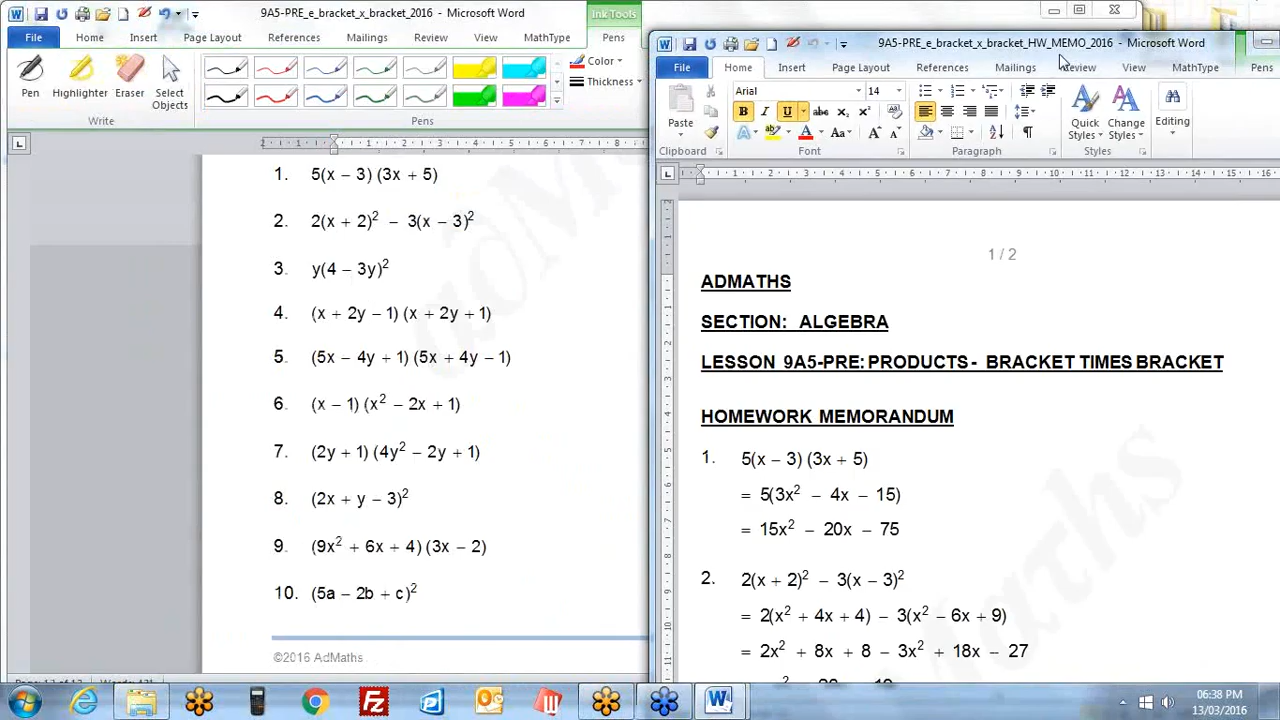 9A5-PRE_e_bracket_x_bracket_2016 - Microsoft Word
Ink Tools
File Home Insert Page Layout References Mailings Review View MathType Pens
Pen Highlighter Eraser Select Objects
Color
Thickness
Write
Pens
1. 5(x – 3) (3x + 5)
2. 2(x + 2)² – 3(x – 3)²
3. y(4 – 3y)²
4. (x + 2y – 1) (x + 2y + 1)
5. (5x – 4y + 1) (5x + 4y – 1)
6. (x – 1) (x² – 2x + 1)
7. (2y + 1) (4y² – 2y + 1)
8. (2x + y – 3)²
9. (9x² + 6x + 4) (3x – 2)
10. (5a – 2b + c)²
©2016 AdMaths
9A5-PRE_e_bracket_x_bracket_HW_MEMO_2016 - Microsoft Word
File Home Insert Page Layout References Mailings Review View MathType Pens
Paste
Arial 14
Quick Styles Change Styles Editing
Clipboard Font Paragraph Styles
1 / 2
ADMATHS
SECTION: ALGEBRA
LESSON 9A5-PRE: PRODUCTS - BRACKET TIMES BRACKET
HOMEWORK MEMORANDUM
1. 5(x – 3) (3x + 5)
= 5(3x² – 4x – 15)
= 15x² – 20x – 75
2. 2(x + 2)² – 3(x – 3)²
= 2(x² + 4x + 4) – 3(x² – 6x + 9)
= 2x² + 8x + 8 – 3x² + 18x – 27
06:38 PM
13/03/2016